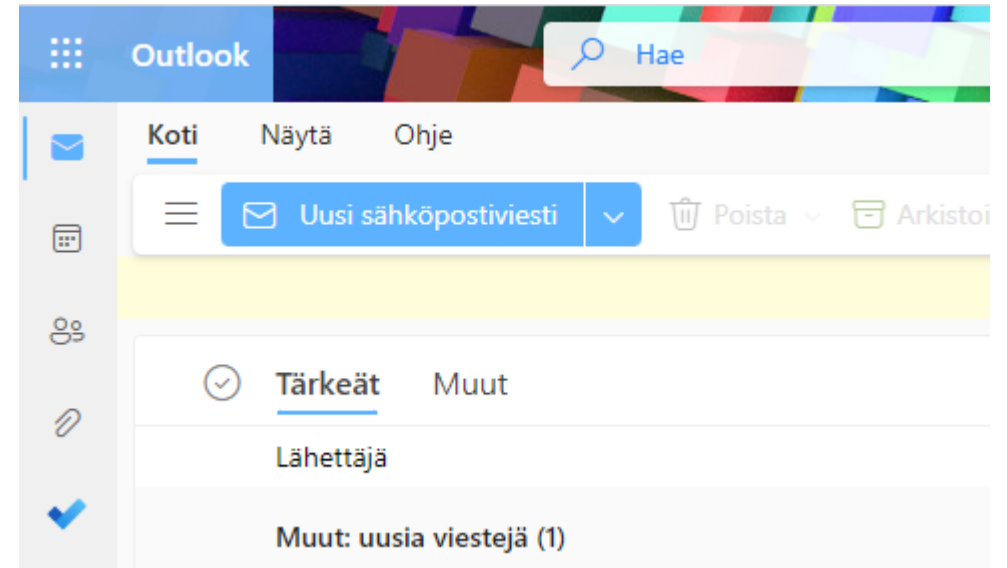 Outlook Hae
Koti Näytä Ohje
Uusi sähköpostiviesti Poista Arkistoi
Tärkeät Muut
Lähettäjä
Muut: uusia viestejä (1)